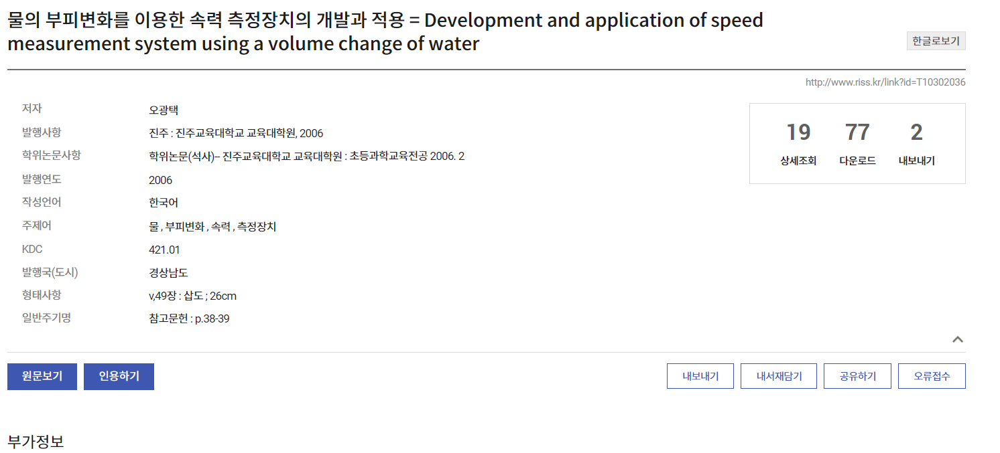 물의 부피변화를 이용한 속력 측정장치의 개발과 적용 = Development and application of speed
measurement system using a volume change of water
한글로보기
http://www.riss.kr/link?id=T10302036
저자 오광택
발행사항 진주 : 진주교육대학교 교육대학원, 2006
학위논문사항 학위논문(석사)-- 진주교육대학교 교육대학원 : 초등과학교육전공 2006. 2
발행연도 2006
작성언어 한국어
주제어 물 , 부피변화 , 속력 , 측정장치
KDC 421.01
발행국(도시) 경상남도
형태사항 v,49장 : 삽도 ; 26cm
일반주기명 참고문헌 : p.38-39
19 77 2
상세조회 다운로드 내보내기
원문보기 인용하기 내보내기 내서재담기 공유하기 오류접수
부가정보